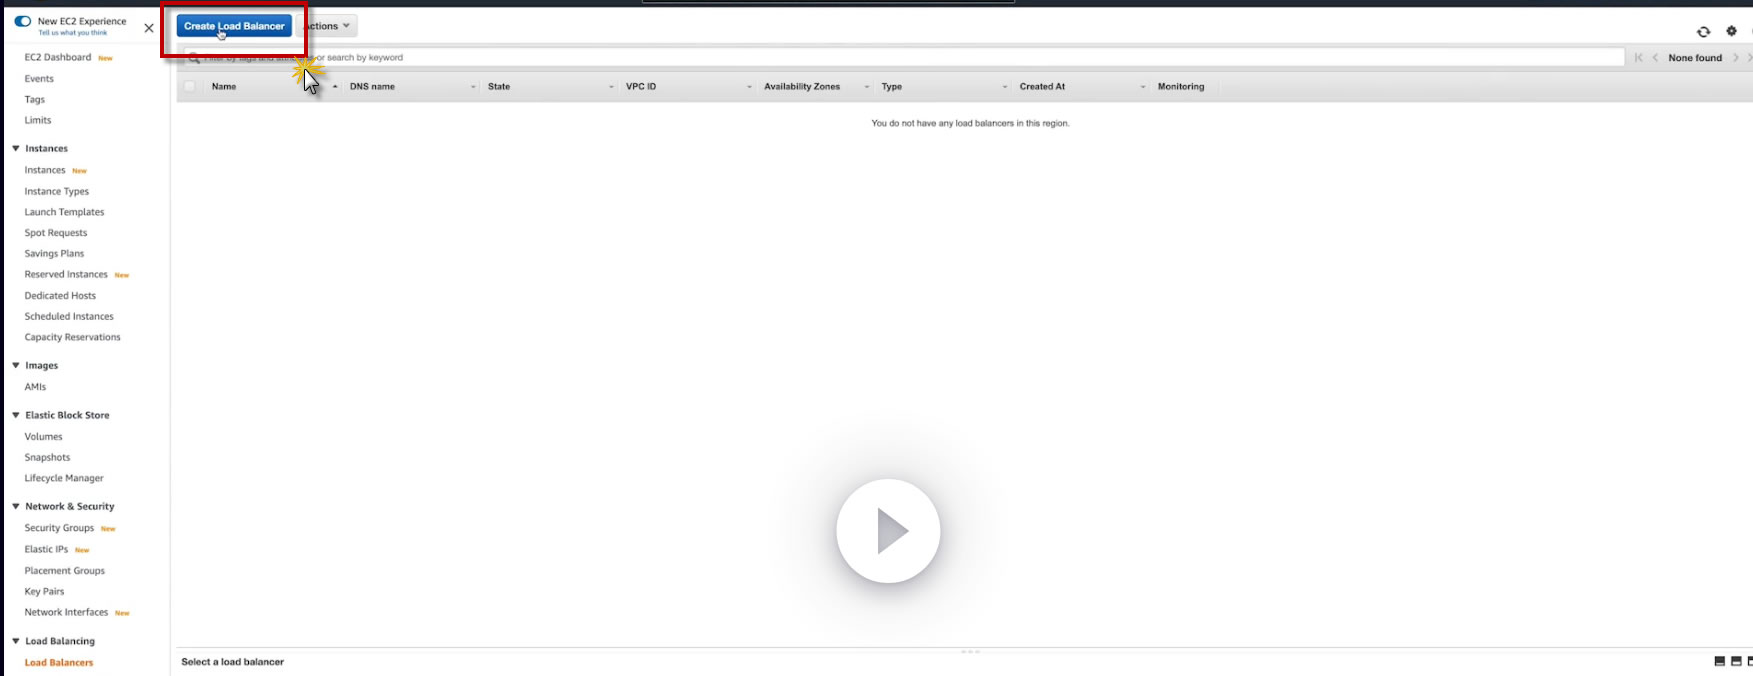 New EC2 Experience
Tell us what you think
EC2 Dashboard New
Events
Tags
Limits
Instances
Instances New
Instance Types
Launch Templates
Spot Requests
Savings Plans
Reserved Instances New
Dedicated Hosts
Scheduled Instances
Capacity Reservations
Images
AMIs
Elastic Block Store
Volumes
Snapshots
Lifecycle Manager
Network & Security
Security Groups New
Elastic IPs New
Placement Groups
Key Pairs
Network Interfaces New
Load Balancing
Load Balancers
Create Load Balancer Actions
Filter by tags and or search by keyword
None found
Name DNS name State VPC ID Availability Zones Type Created At Monitoring
You do not have any load balancers in this region.
Select a load balancer